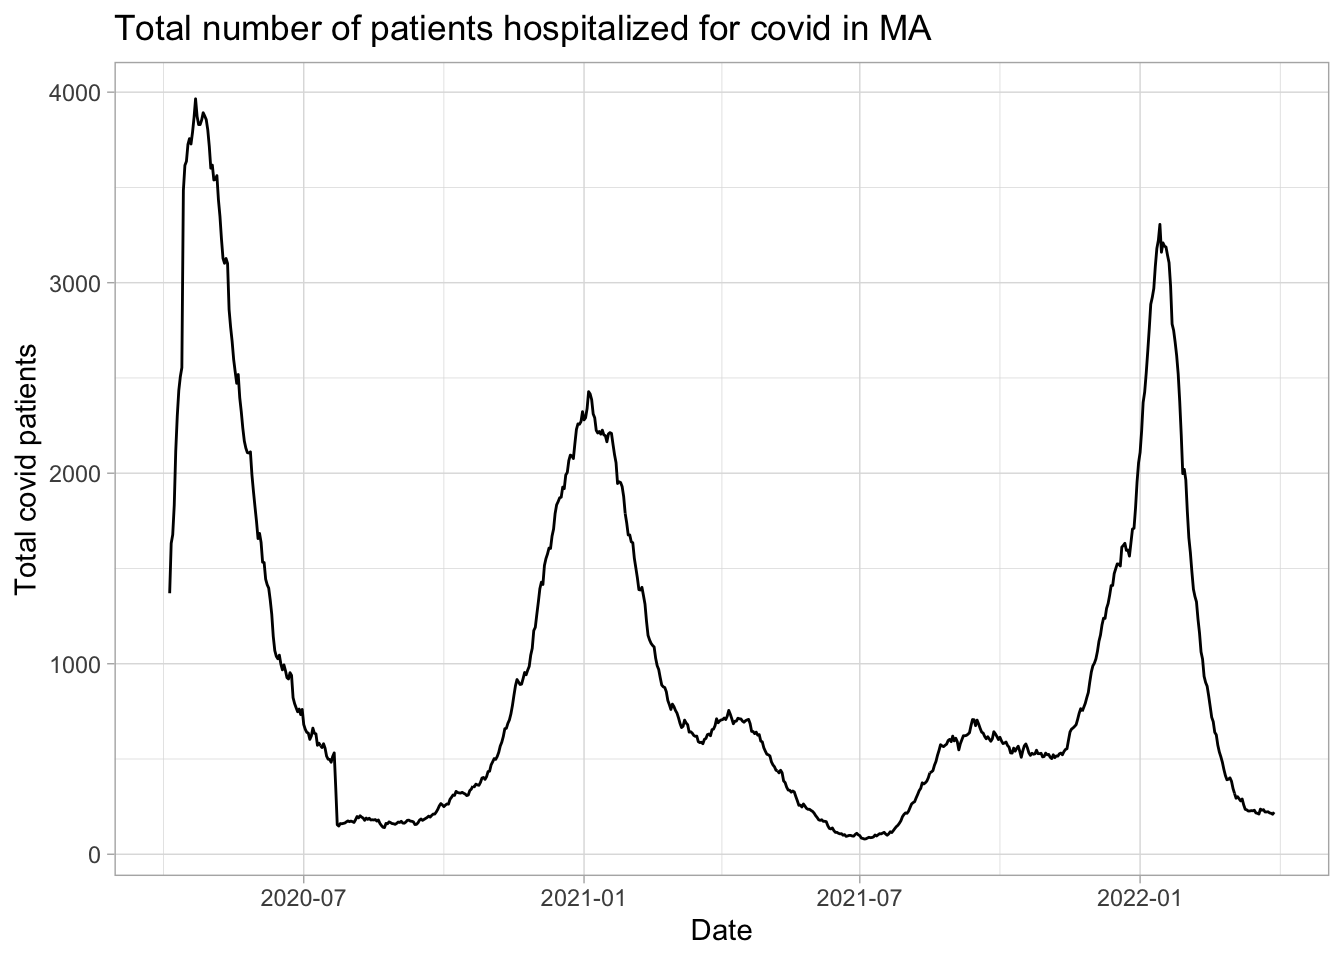 Total number of patients hospitalized for covid in MA
4000
3000
2000
1000
0
Total covid patients
2020-07 2021-01 2021-07 2022-01
Date